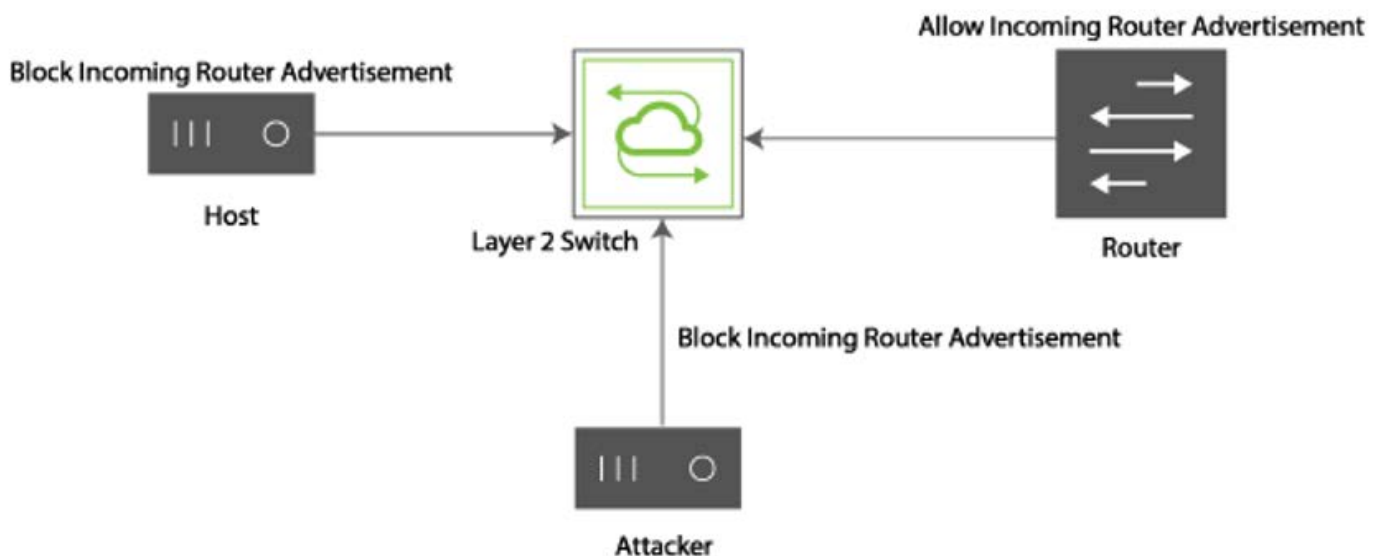 Allow Incoming Router Advertisement
Block Incoming Router Advertisement
Host
Layer 2 Switch
Router
Block Incoming Router Advertisement
Attacker